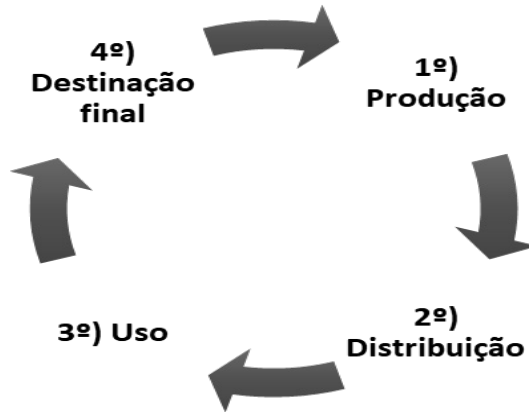 1º)
Produção
2º)
Distribuição
3º) Uso
4º)
Destinação
final